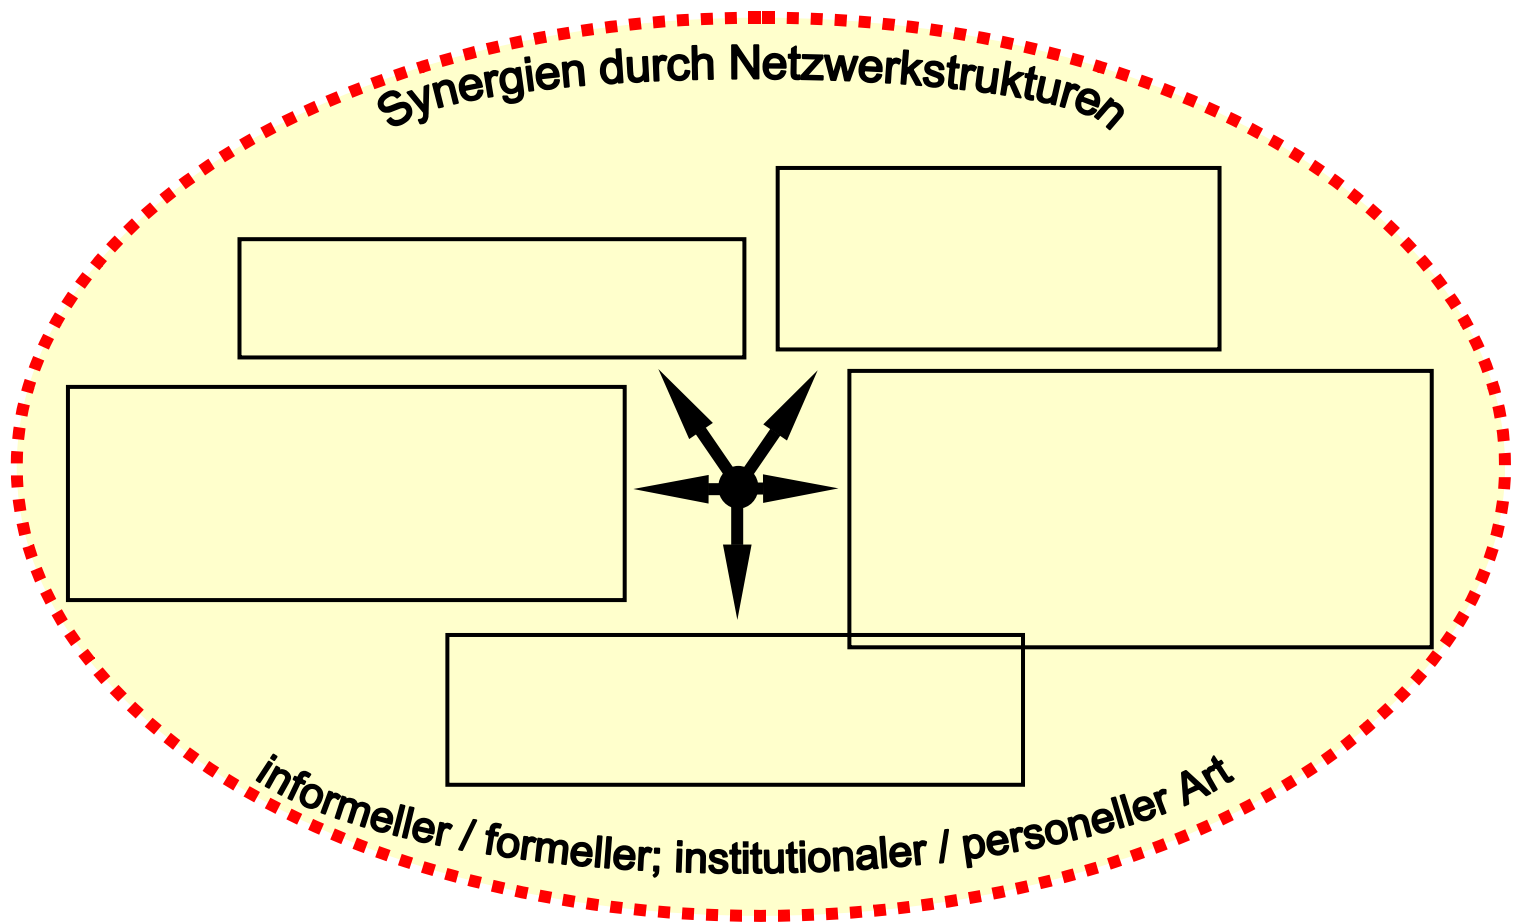 Synergien durch Netzwerkstrukturen
informeller / formeller; institutionaler / personeller Art